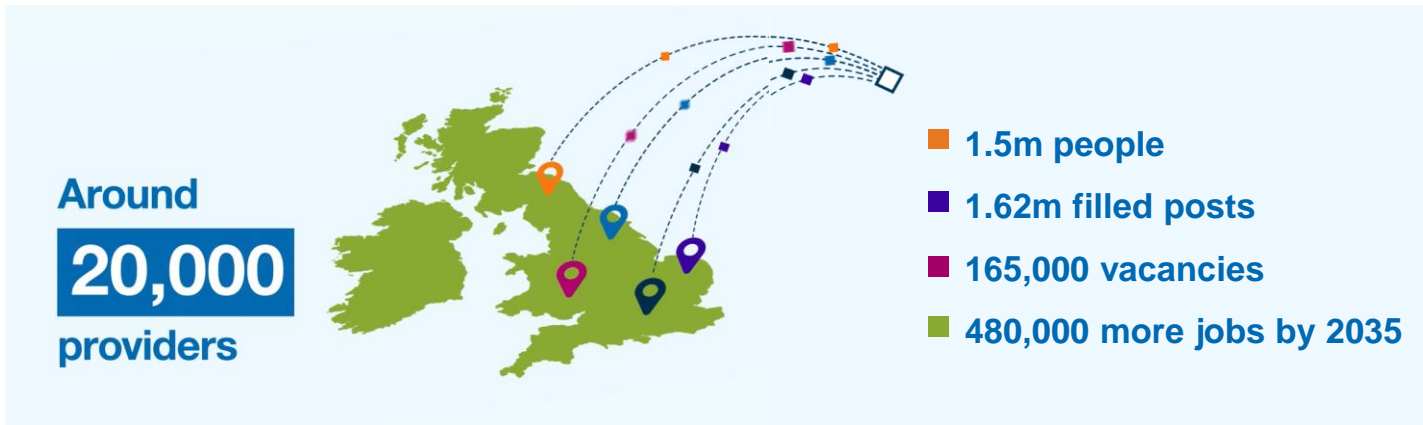 Around
20,000
providers
1.5m people
1.62m filled posts
165,000 vacancies
480,000 more jobs by 2035